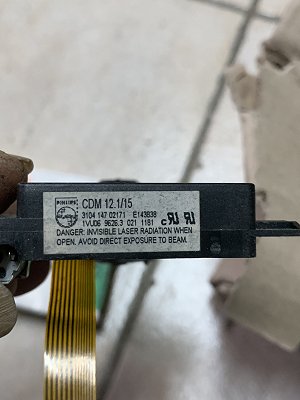 PHILIPS
CDM 12.1/15
3104 147 02171 E143838
1VU06 9626.3 021 1181
DANGER: INVISIBLE LASER RADIATION WHEN
OPEN. AVOID DIRECT EXPOSURE TO BEAM.